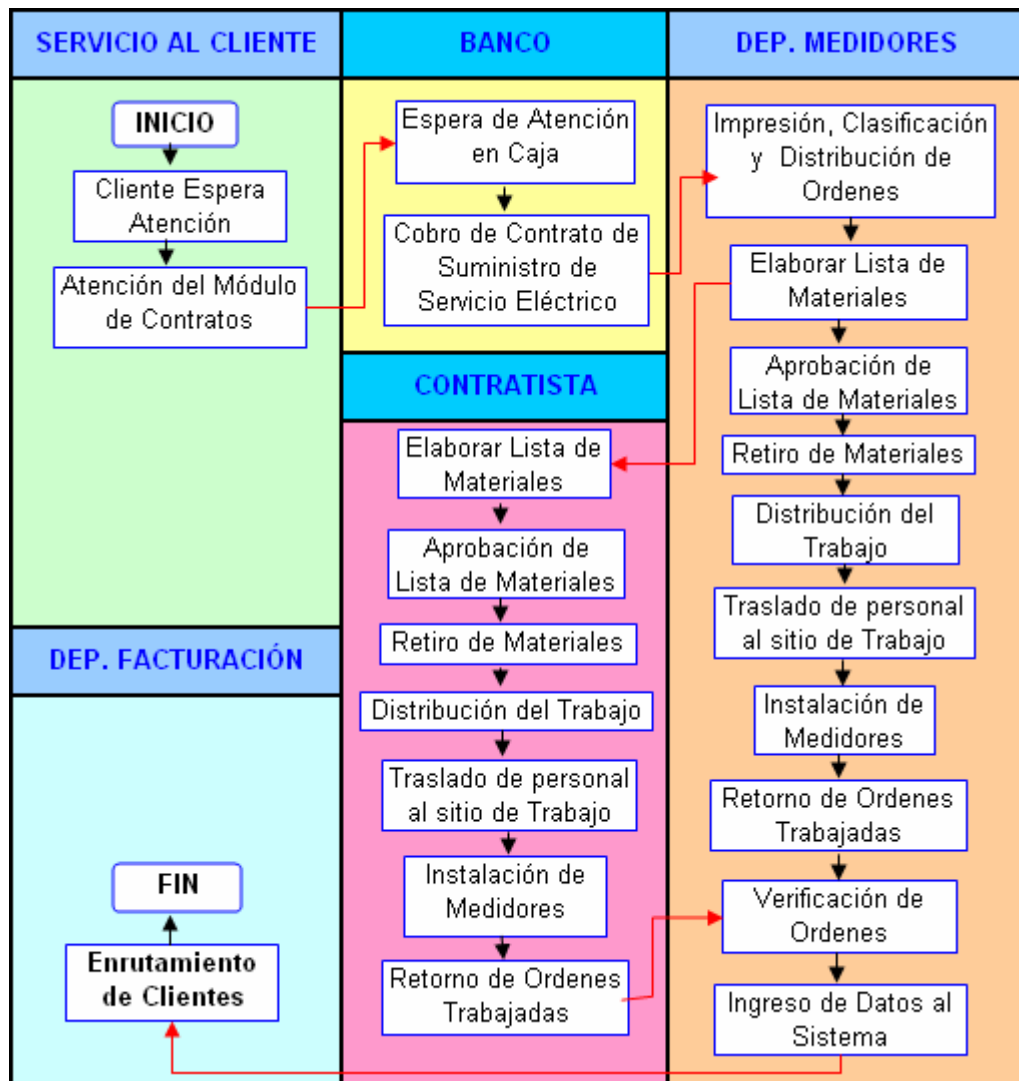 SERVICIO AL CLIENTE
INICIO
Cliente Espera
Atención
Atención del Módulo
de Contratos
BANCO
Espera de Atención
en Caja
Cobro de Contrato de
Suministro de
Servicio Eléctrico
DEP. MEDIDORES
Impresión, Clasificación
y Distribución de
Ordenes
Elaborar Lista de
Materiales
Aprobación de
Lista de Materiales
Retiro de Materiales
Distribución del
Trabajo
Traslado de personal
al sitio de Trabajo
Instalación de
Medidores
Retorno de Ordenes
Trabajadas
Verificación de
Ordenes
Ingreso de Datos al
Sistema
CONTRATISTA
Elaborar Lista de
Materiales
Aprobación de
Lista de Materiales
Retiro de Materiales
Distribución del Trabajo
Traslado de personal
al sitio de Trabajo
Instalación de
Medidores
Retorno de Ordenes
Trabajadas
DEP. FACTURACIÓN
FIN
Enrutamiento
de Clientes